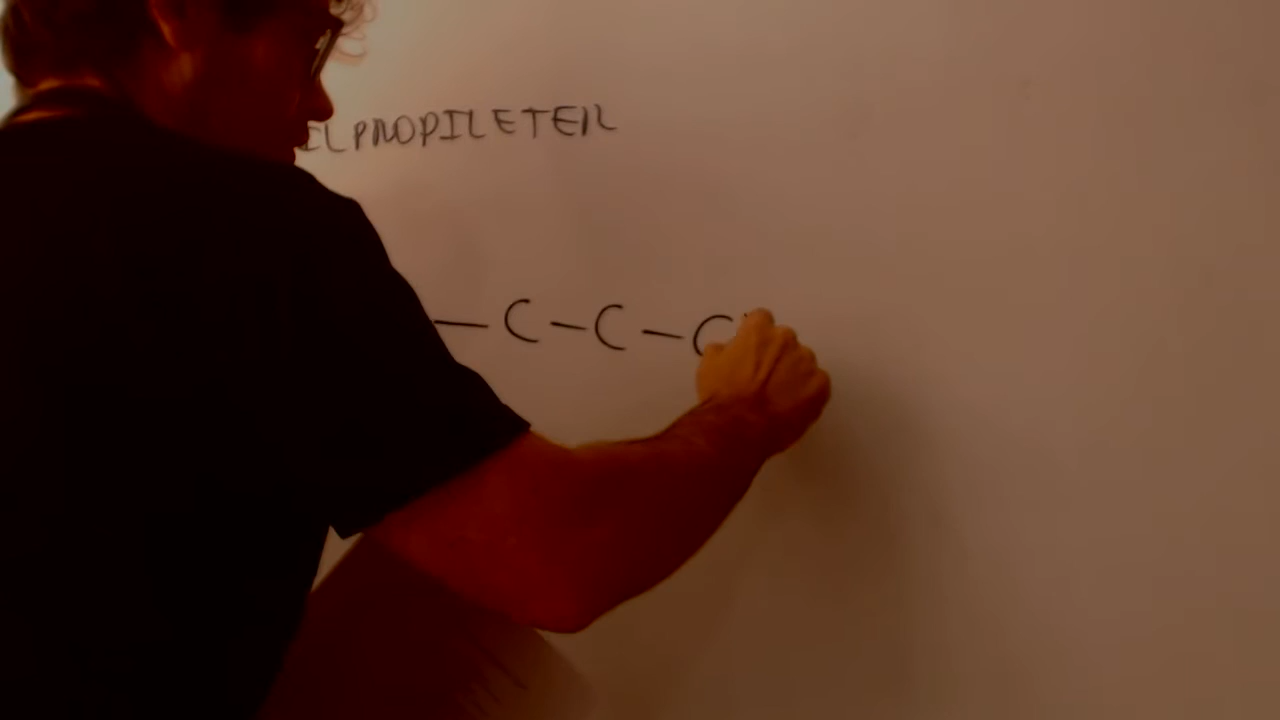 ILPROPILETER
— C — C — C